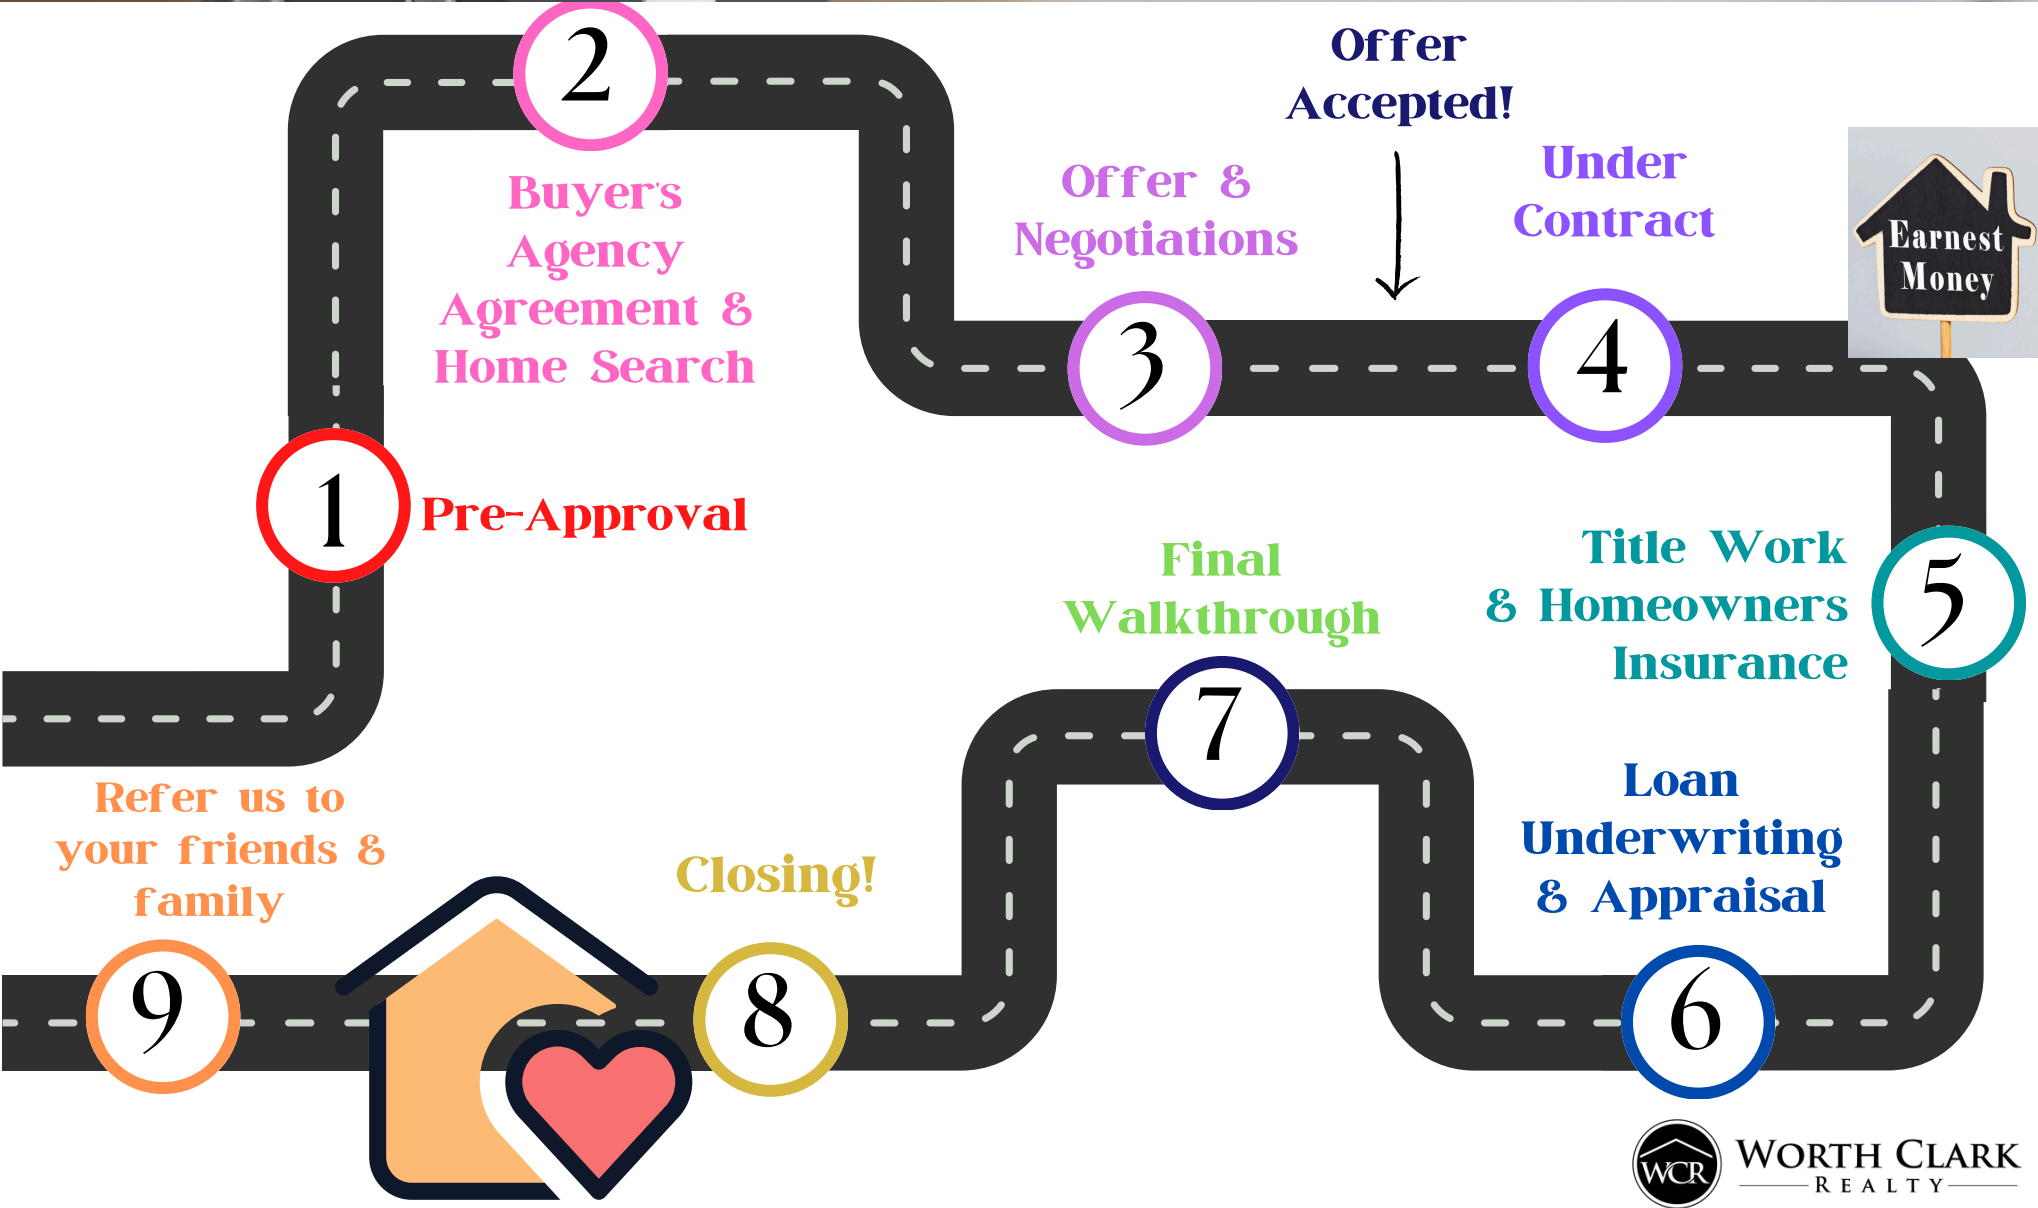 1
Pre-Approval
2
Buyer's
Agency
Agreement &
Home Search
3
Offer &
Negotiations
Offer
Accepted!
4
Under
Contract
Earnest
Money
5
Title Work
& Homeowners
Insurance
6
Loan
Underwriting
& Appraisal
7
Final
Walkthrough
8
Closing!
9
Refer us to
your friends &
family
WCR
WORTH CLARK
REALTY